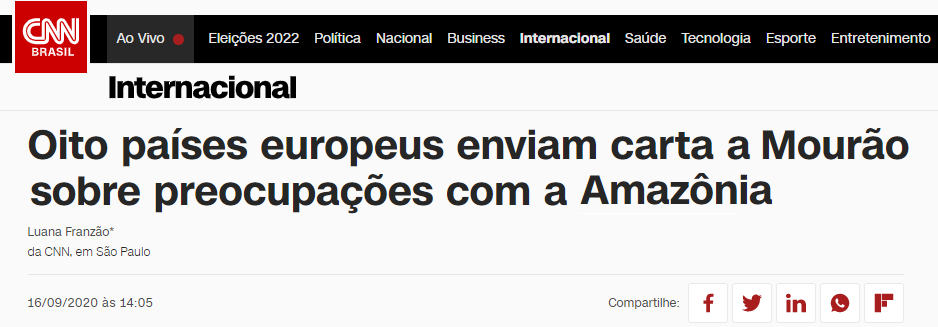 CNN
BRASIL
Ao Vivo Eleições 2022 Política Nacional Business Internacional Saúde Tecnologia Esporte Entretenimento
Internacional
Oito países europeus enviam carta a Mourão
sobre preocupações com a Amazônia
Luana Franzão*
da CNN, em São Paulo
16/09/2020 às 14:05 Compartilhe: